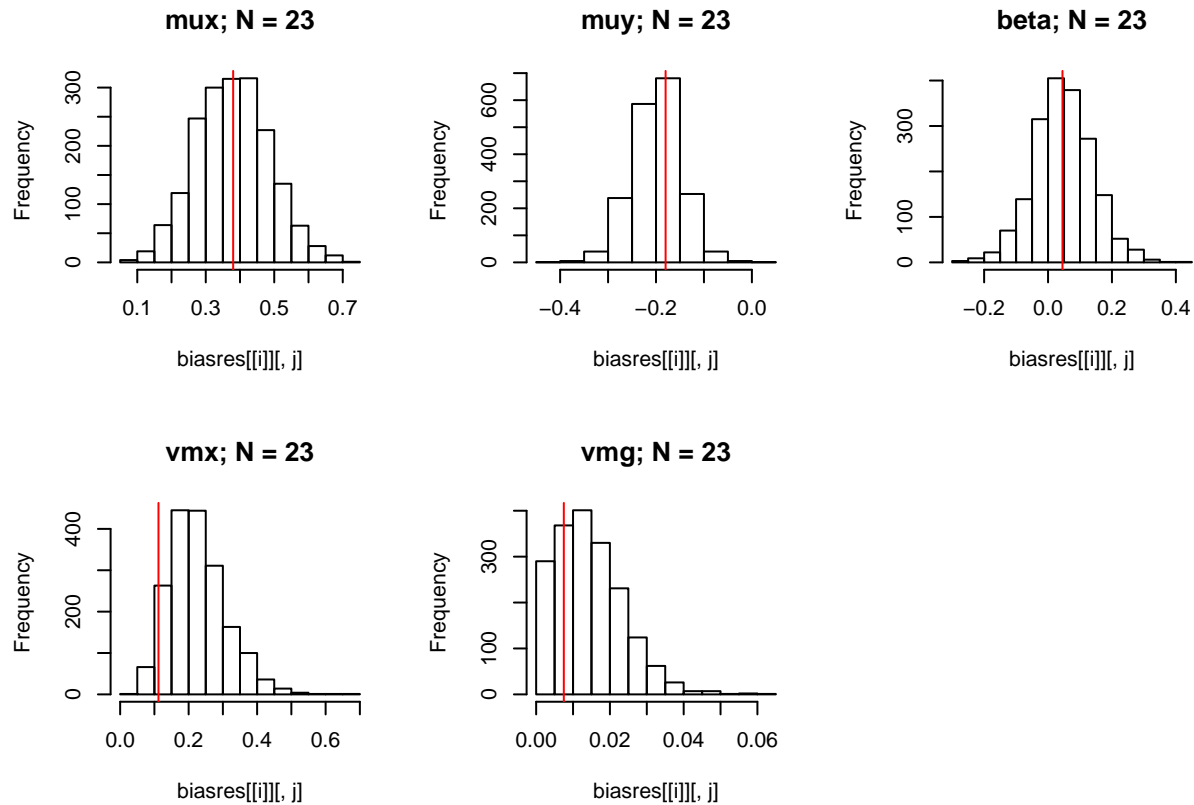 mux; N = 23
Frequency
0 100 200 300
0.1 0.3 0.5 0.7
biasres[[i]][, j]
muy; N = 23
Frequency
0 200 400 600
−0.4 −0.2 0.0
biasres[[i]][, j]
beta; N = 23
Frequency
0 100 300
−0.2 0.0 0.2 0.4
biasres[[i]][, j]
vmx; N = 23
Frequency
0 200 400
0.0 0.2 0.4 0.6
biasres[[i]][, j]
vmg; N = 23
Frequency
0 100 300
0.00 0.02 0.04 0.06
biasres[[i]][, j]